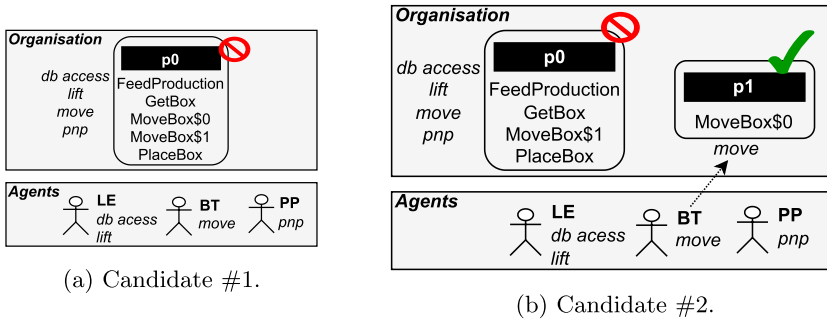 Organisation
p0
db access
lift
move
pnp
FeedProduction
GetBox
MoveBox$0
MoveBox$1
PlaceBox
Agents
LE
db acess
lift
BT
move
PP
pnp
(a) Candidate #1.
Organisation
p0
db access
lift
move
pnp
FeedProduction
GetBox
MoveBox$1
PlaceBox
p1
MoveBox$0
move
Agents
LE
db acess
lift
BT
move
PP
pnp
(b) Candidate #2.